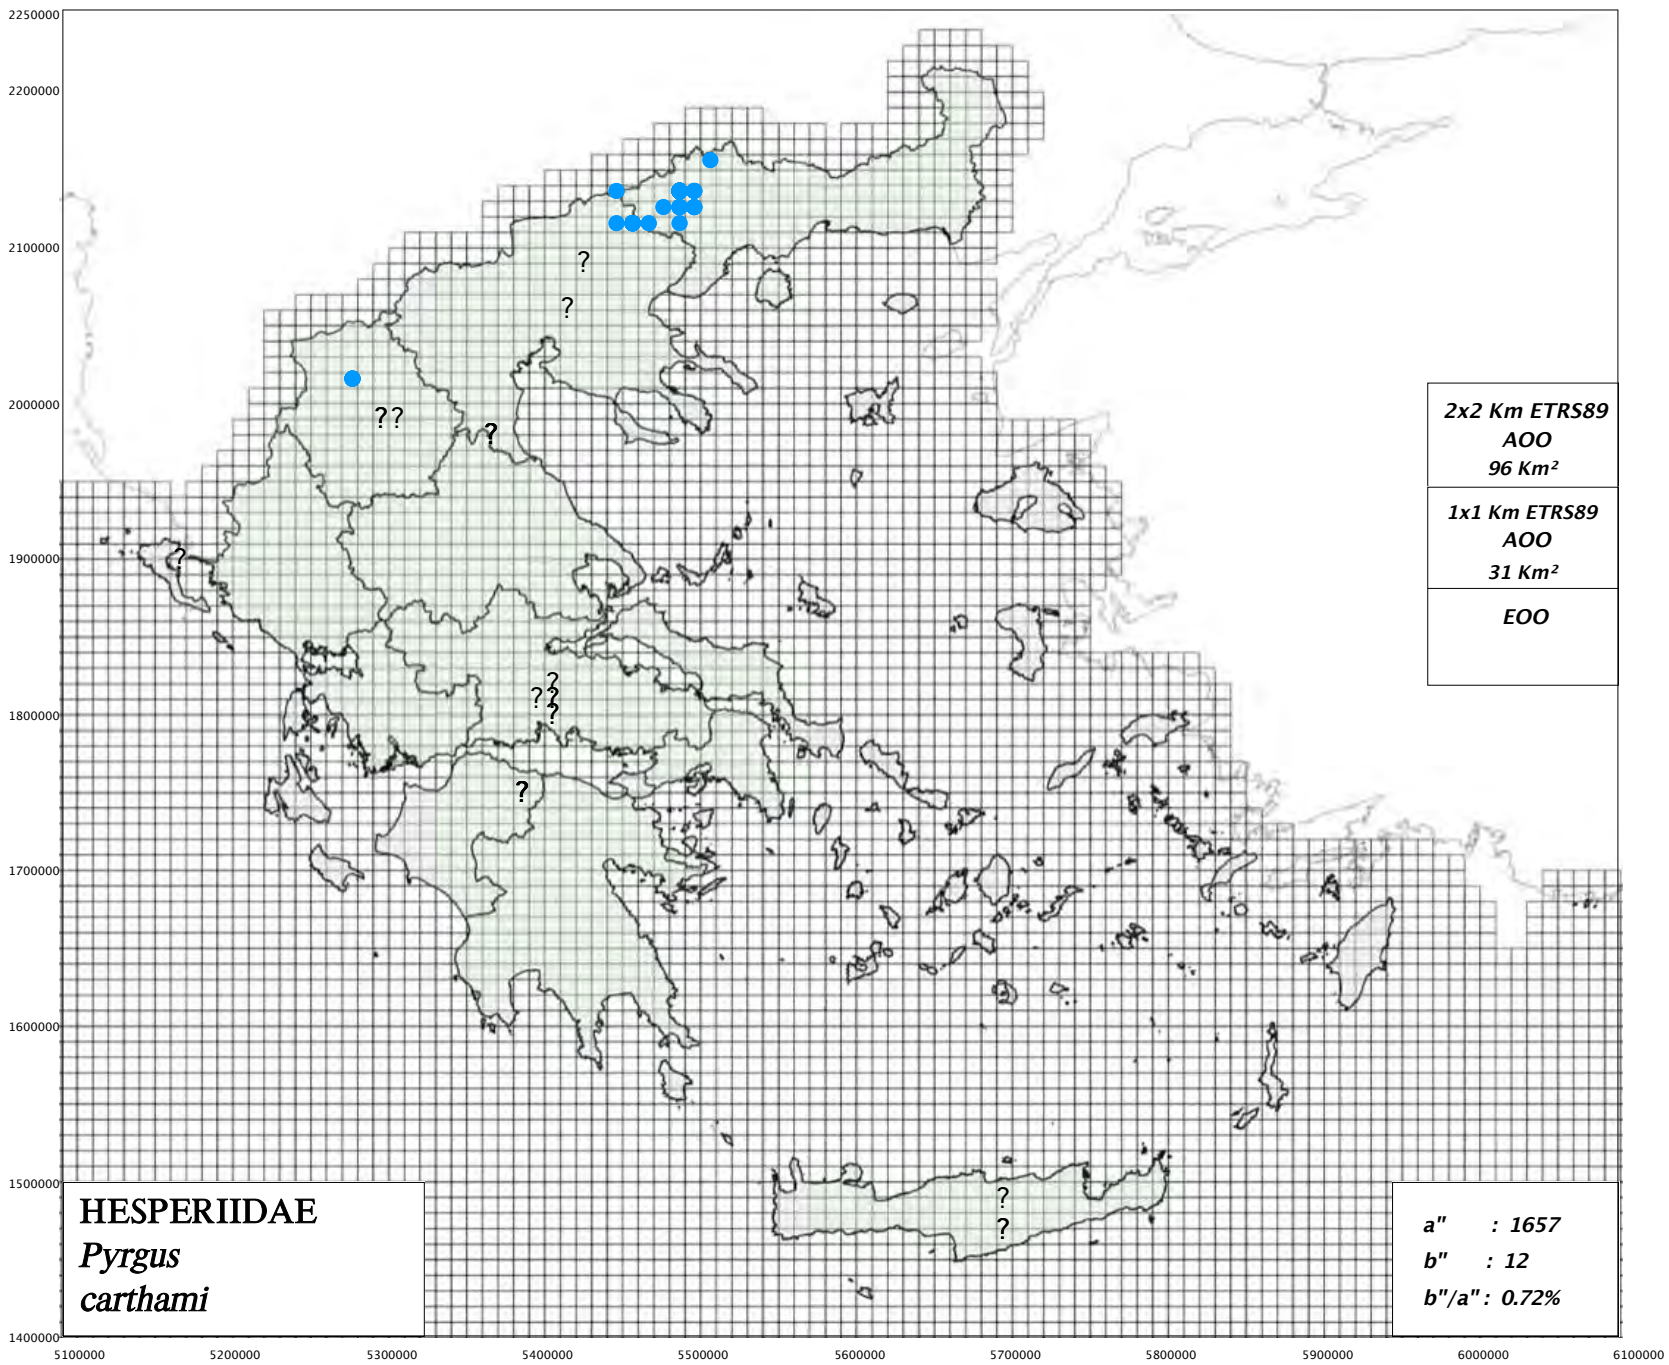 2250000
2200000
2100000
2000000
1900000
1800000
1700000
1600000
1500000
1400000
?
?
??
?
?
?
??
?
?
?
?
2x2 Km ETRS89
AOO
96 Km²
1x1 Km ETRS89
AOO
31 Km²
EOO
HESPERIIDAE
Pyrgus
carthami
a" : 1657
b" : 12
b"/a" : 0.72%
5100000 5200000 5300000 5400000 5500000 5600000 5700000 5800000 5900000 6000000 6100000